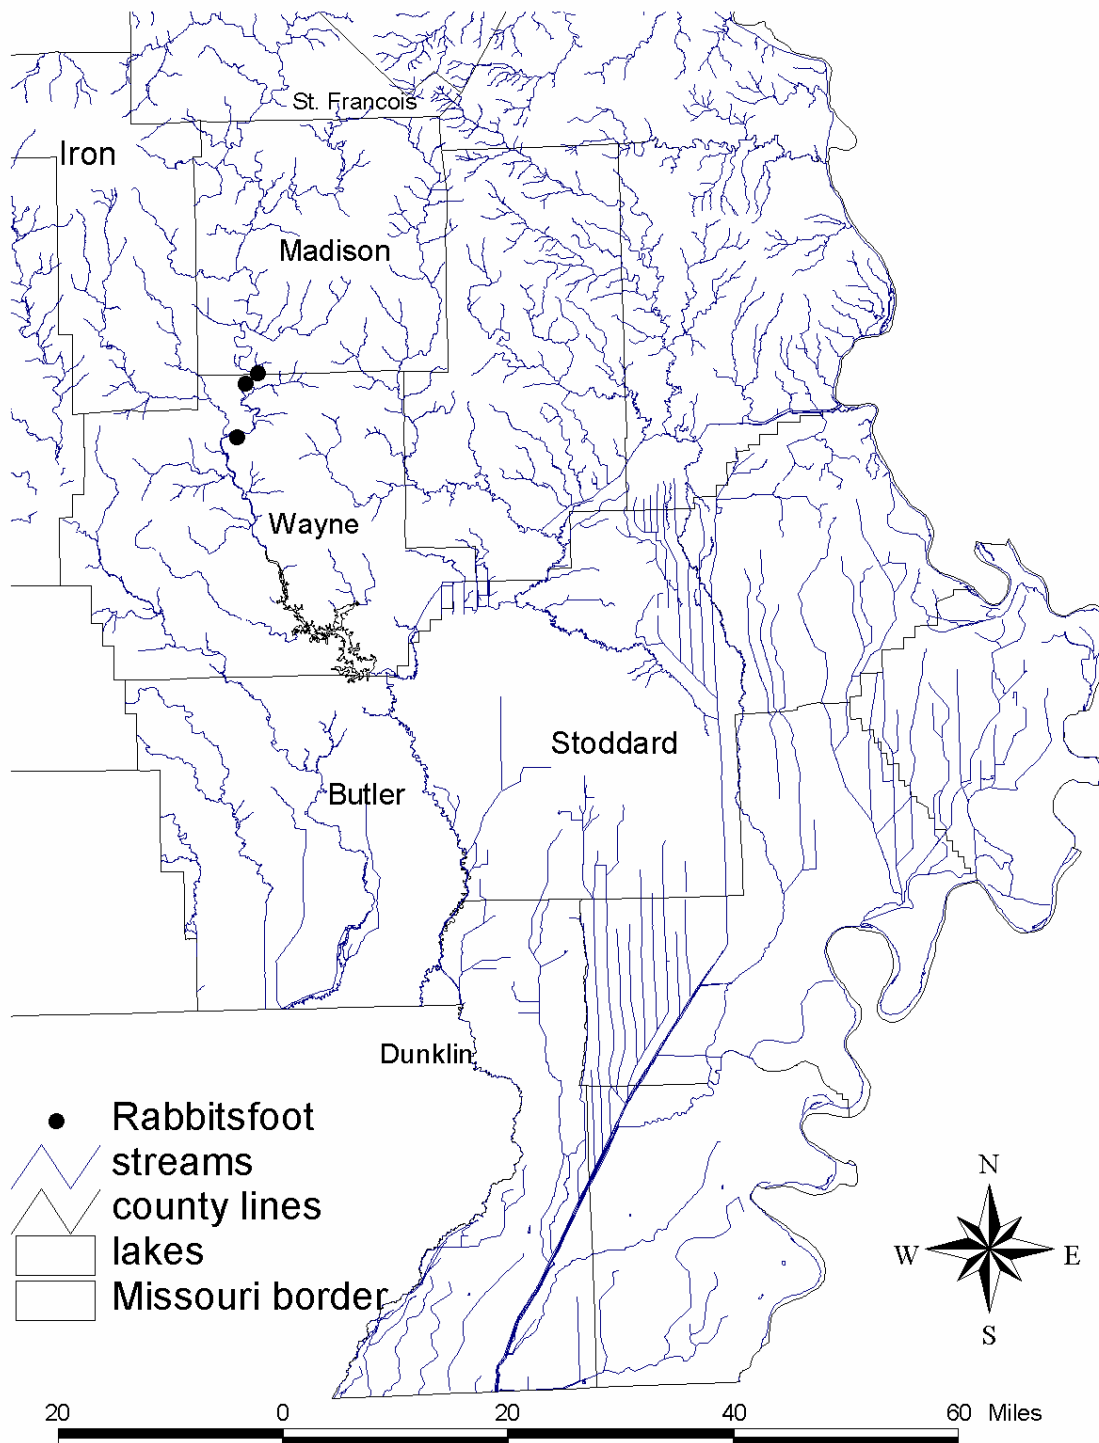 St. Francois
Iron
Madison
Wayne
Stoddard
Butler
Dunklin
Rabbitsfoot
streams
county lines
lakes
Missouri border
N
W E
S
20 0 20 40 60 Miles